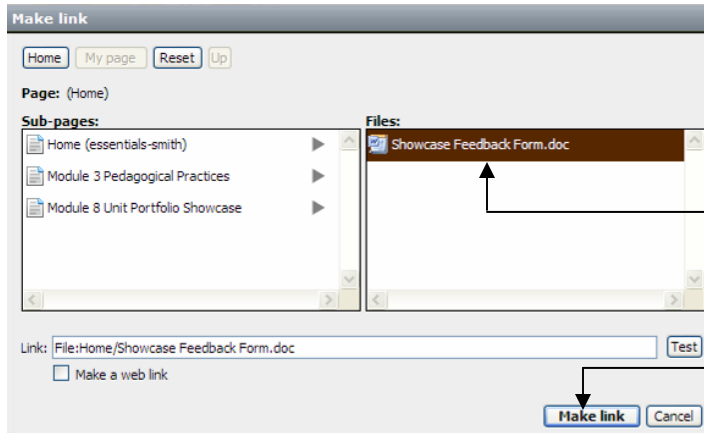 Make link
Home My page Reset Up
Page: (Home)
Sub-pages: Files:
Home (essentials-smith) Showcase Feedback Form.doc
Module 3 Pedagogical Practices
Module 8 Unit Portfolio Showcase
Link: File:Home/Showcase Feedback Form.doc Test
Make a web link
Make link Cancel